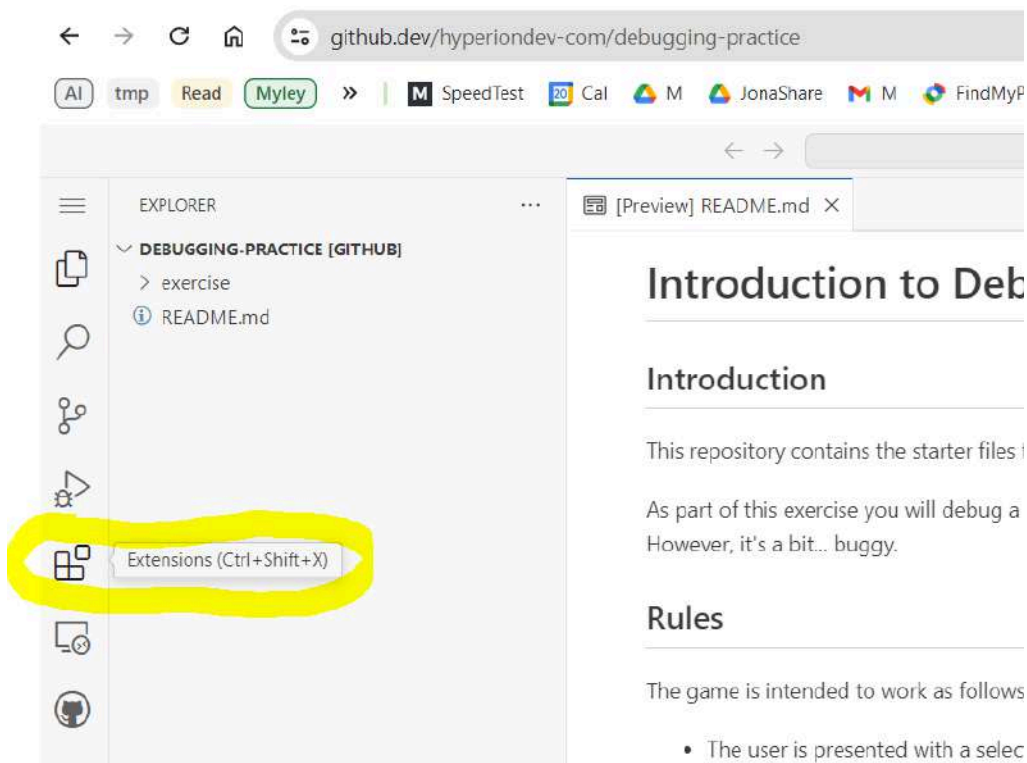 github.dev/hyperiondev-com/debugging-practice
AI tmp Read Myley » M SpeedTest 20 Cal M JonaShare M M
EXPLORER ... [Preview] README.md
DEBUGGING-PRACTICE [GITHUB]
exercise
README.md
Introduction to
Introduction
This repository contains the starter files
As part of this exercise you will debug a
However, it's a bit... buggy.
Extensions (Ctrl+Shift+X)
Rules
The game is intended to work as follows
• The user is presented with a